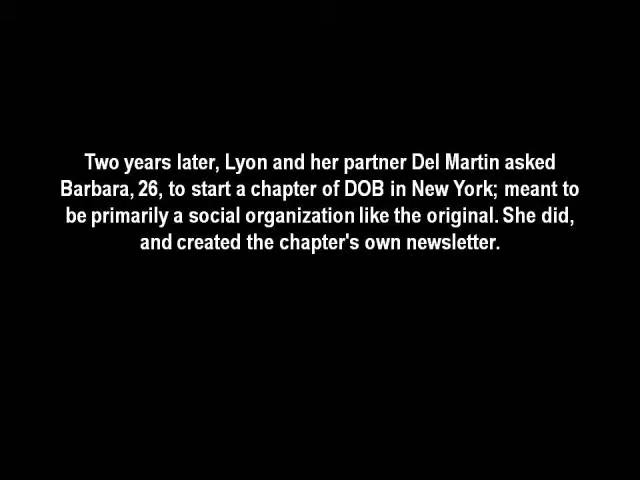 Two years later, Lyon and her partner Del Martin asked
Barbara, 26, to start a chapter of DOB in New York; meant to
be primarily a social organization like the original. She did,
and created the chapter's own newsletter.